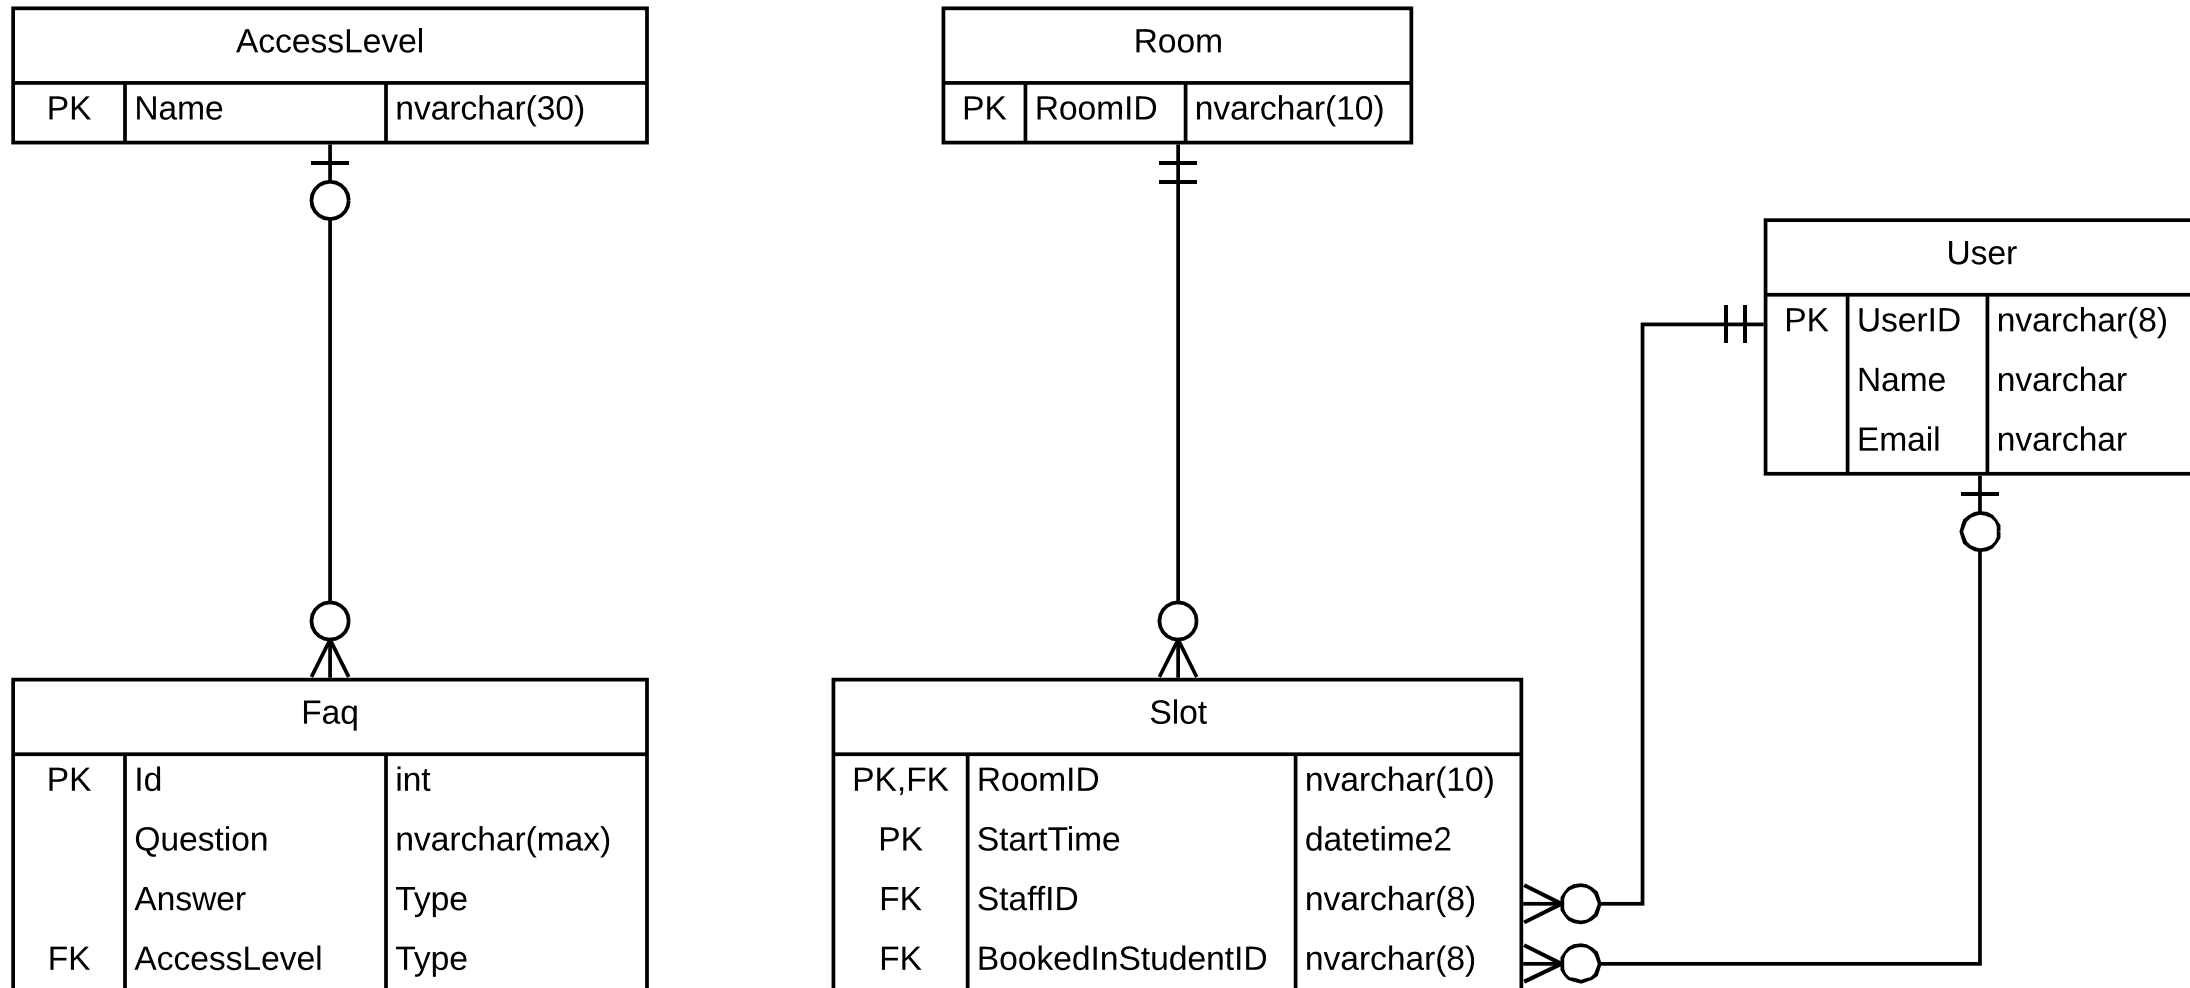 AccessLevel
PK Name nvarchar(30)
Room
PK RoomID nvarchar(10)
User
PK UserID nvarchar(8)
Name nvarchar
Email nvarchar
Faq
PK Id int
Question nvarchar(max)
Answer Type
FK AccessLevel Type
Slot
PK,FK RoomID nvarchar(10)
PK StartTime datetime2
FK StaffID nvarchar(8)
FK BookedInStudentID nvarchar(8)